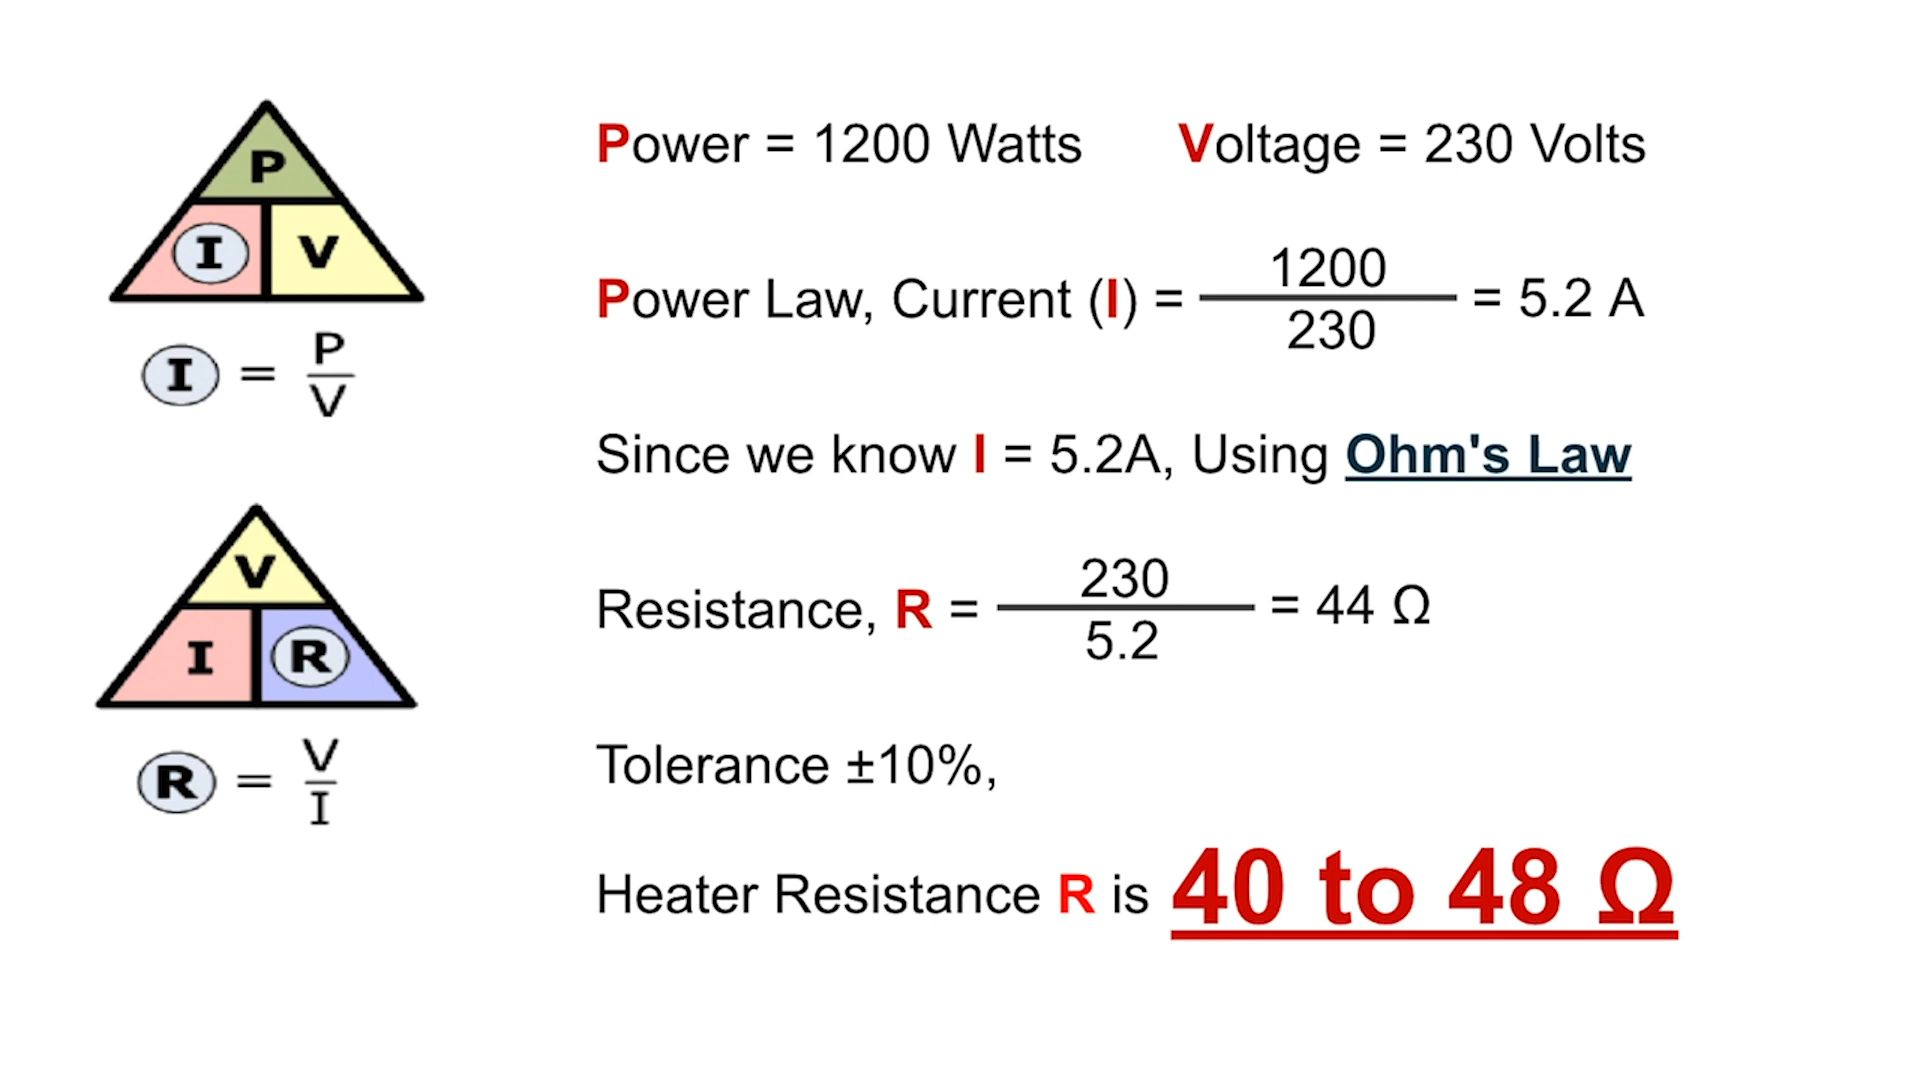 P
I V
I = P
V
V
I R
R = V
I
Power = 1200 Watts Voltage = 230 Volts
Power Law, Current (I) = 1200
230 = 5.2 A
Since we know I = 5.2A, Using Ohm's Law
Resistance, R = 230
5.2 = 44 Ω
Tolerance ±10%,
Heater Resistance R is 40 to 48 Ω